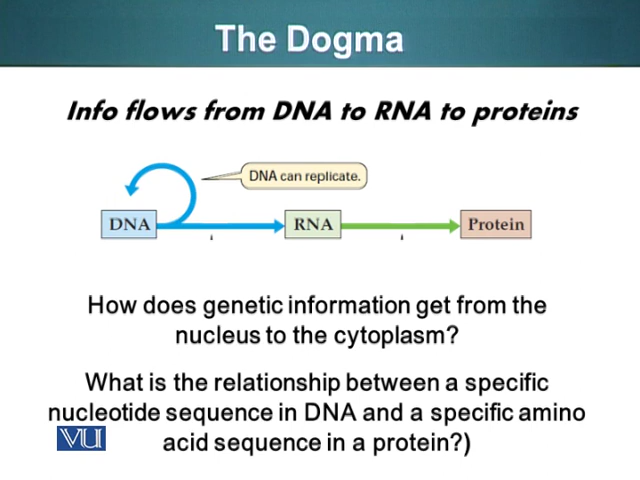 The Dogma
Info flows from DNA to RNA to proteins
DNA can replicate.
DNA RNA Protein
How does genetic information get from the
nucleus to the cytoplasm?
What is the relationship between a specific
nucleotide sequence in DNA and a specific amino
acid sequence in a protein?)
VU